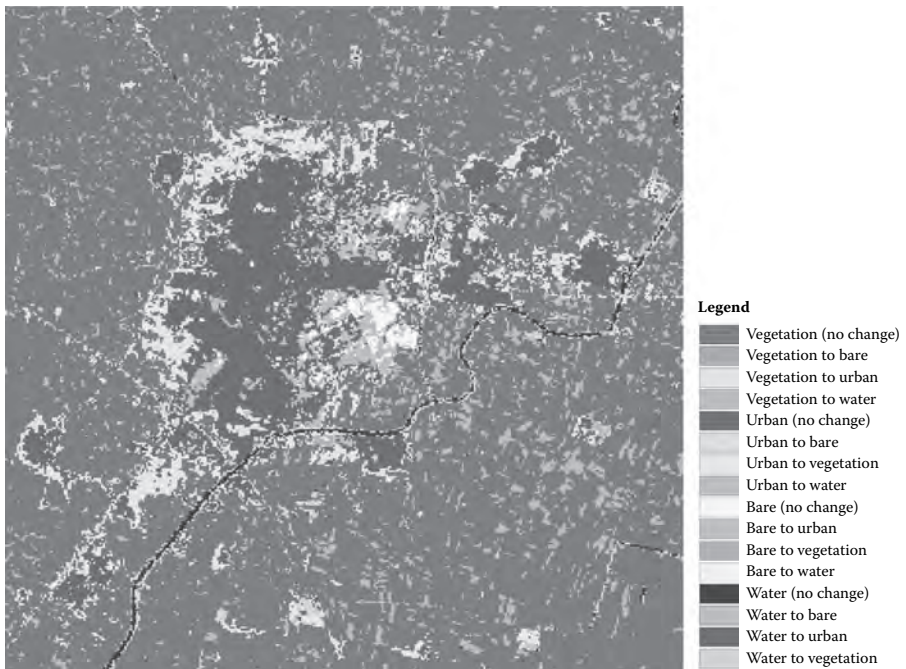 Legend
Vegetation (no change)
Vegetation to bare
Vegetation to urban
Vegetation to water
Urban (no change)
Urban to bare
Urban to vegetation
Urban to water
Bare (no change)
Bare to urban
Bare to vegetation
Bare to water
Water (no change)
Water to bare
Water to urban
Water to vegetation